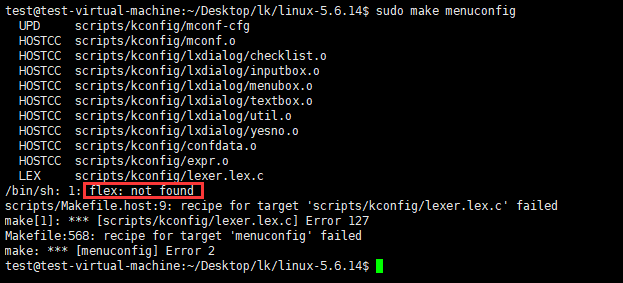 test@test-virtual-machine:~/Desktop/lk/linux-5.6.14$ sudo make menuconfig
UPD     scripts/kconfig/mconf-cfg
HOSTCC  scripts/kconfig/mconf.o
HOSTCC  scripts/kconfig/lxdialog/checklist.o
HOSTCC  scripts/kconfig/lxdialog/inputbox.o
HOSTCC  scripts/kconfig/lxdialog/menubox.o
HOSTCC  scripts/kconfig/lxdialog/textbox.o
HOSTCC  scripts/kconfig/lxdialog/util.o
HOSTCC  scripts/kconfig/lxdialog/yesno.o
HOSTCC  scripts/kconfig/confdata.o
HOSTCC  scripts/kconfig/expr.o
LEX     scripts/kconfig/lexer.lex.c
/bin/sh: 1: flex: not found
scripts/Makefile.host:9: recipe for target 'scripts/kconfig/lexer.lex.c' failed
make[1]: *** [scripts/kconfig/lexer.lex.c] Error 127
Makefile:568: recipe for target 'menuconfig' failed
make: *** [menuconfig] Error 2
test@test-virtual-machine:~/Desktop/lk/linux-5.6.14$